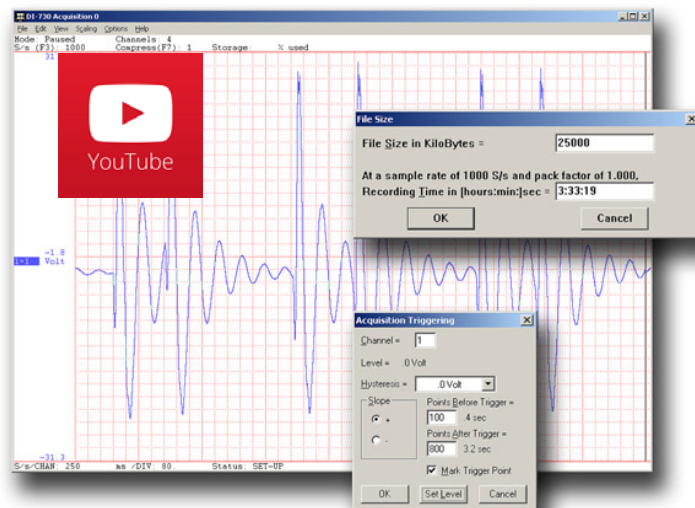 DI-730 Acquisition 0
File Edit View Scaling Options Help
Mode: Paused Channels: 4
S/s (F3): 1000 Compress(F7): 1 Storage: % used
31.
YouTube
-1.8
1=1 Volt
-31.3
S/s/CHAN: 250 ms /DIV: 80. Status: SET-UP
File Size
File Size in KiloBytes = 25000
At a sample rate of 1000 S/s and pack factor of 1.000,
Recording Time in [hours:min:]sec = 3:33:19
OK Cancel
Acquisition Triggering
Channel = 1
Level = .0 Volt
Hysteresis = .0 Volt
Slope
+
-
Points Before Trigger =
100 .4 sec
Points After Trigger =
800 3.2 sec
Mark Trigger Point
OK Set Level Cancel